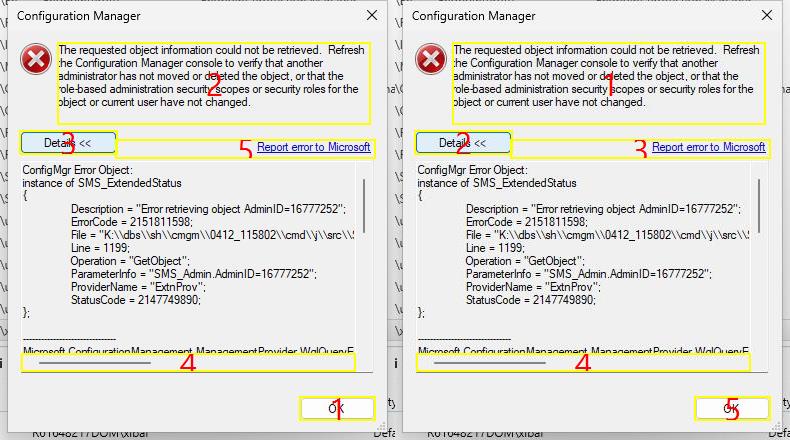 Configuration Manager
The requested object information could not be retrieved. Refresh
the Configuration Manager console to verify that another
administrator has not moved or deleted the object, or that the
role-based administration security scopes or security roles for the
object or current user have not changed.
2
Details <<
3
5
Report error to Microsoft
ConfigMgr Error Object:
instance of SMS_ExtendedStatus
{
Description = "Error retrieving object AdminID=16777252";
ErrorCode = 2151811598;
File = "K:\\dbs\\sh\\cmgm\\0412_115802\\cmd\\j\\src\\
Line = 1199;
Operation = "GetObject";
ParameterInfo = "SMS_Admin.AdminID=16777252";
ProviderName = "ExtnProv";
StatusCode = 2147749890;
};
-------------------------------
Microsoft.ConfigurationManagement.ManagementProvider.WqlQueryE
4
OK
1
Configuration Manager
The requested object information could not be retrieved. Refresh
the Configuration Manager console to verify that another
administrator has not moved or deleted the object, or that the
role-based administration security scopes or security roles for the
object or current user have not changed.
1
Details <<
2
3
Report error to Microsoft
ConfigMgr Error Object:
instance of SMS_ExtendedStatus
{
Description = "Error retrieving object AdminID=16777252";
ErrorCode = 2151811598;
File = "K:\\dbs\\sh\\cmgm\\0412_115802\\cmd\\j\\src\\
Line = 1199;
Operation = "GetObject";
ParameterInfo = "SMS_Admin.AdminID=16777252";
ProviderName = "ExtnProv";
StatusCode = 2147749890;
};
-------------------------------
Microsoft.ConfigurationManagement.ManagementProvider.WqlQueryE
4
OK
5